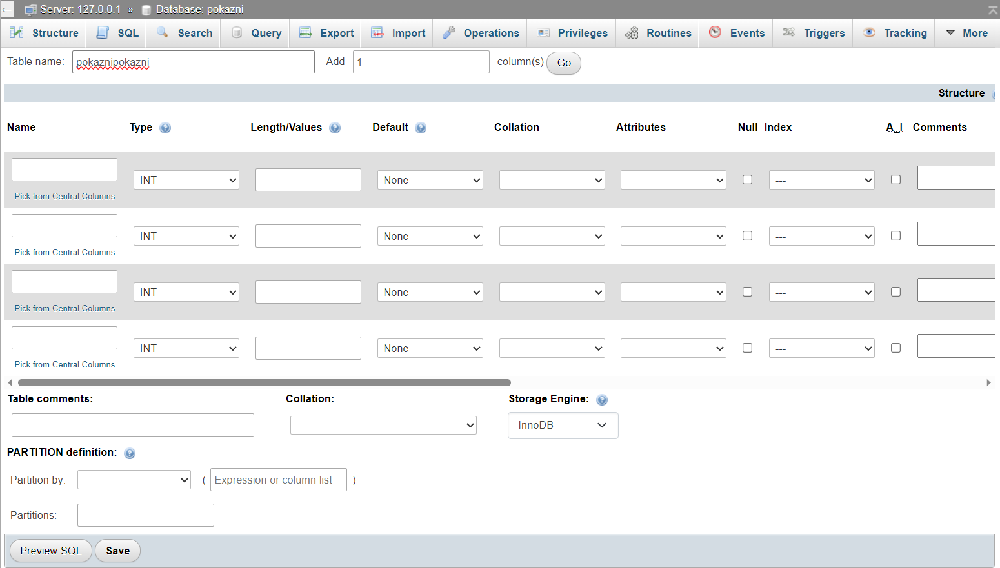 Server: 127.0.0.1 » Database: pokazni
Structure SQL Search Query Export Import Operations Privileges Routines Events Triggers Tracking More
Table name: pokaznipokazni Add 1 column(s) Go
Structure
Name Type Length/Values Default Collation Attributes Null Index A_I Comments
INT None ---
Pick from Central Columns
INT None ---
Pick from Central Columns
INT None ---
Pick from Central Columns
INT None ---
Pick from Central Columns
Table comments: Collation: Storage Engine:
InnoDB
PARTITION definition:
Partition by: ( Expression or column list )
Partitions:
Preview SQL Save